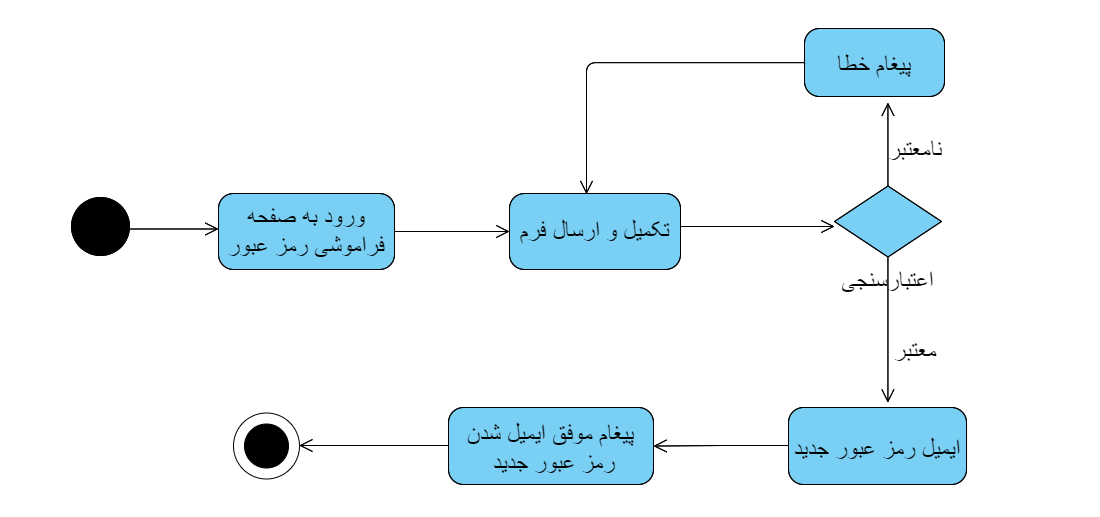 پیغام خطا
نامعتبر
ورود به صفحه
فراموشی رمز عبور
تکمیل و ارسال فرم
اعتبارسنجی
معتبر
ایمیل رمز عبور جدید
پیغام موفق ایمیل شدن
رمز عبور جدید